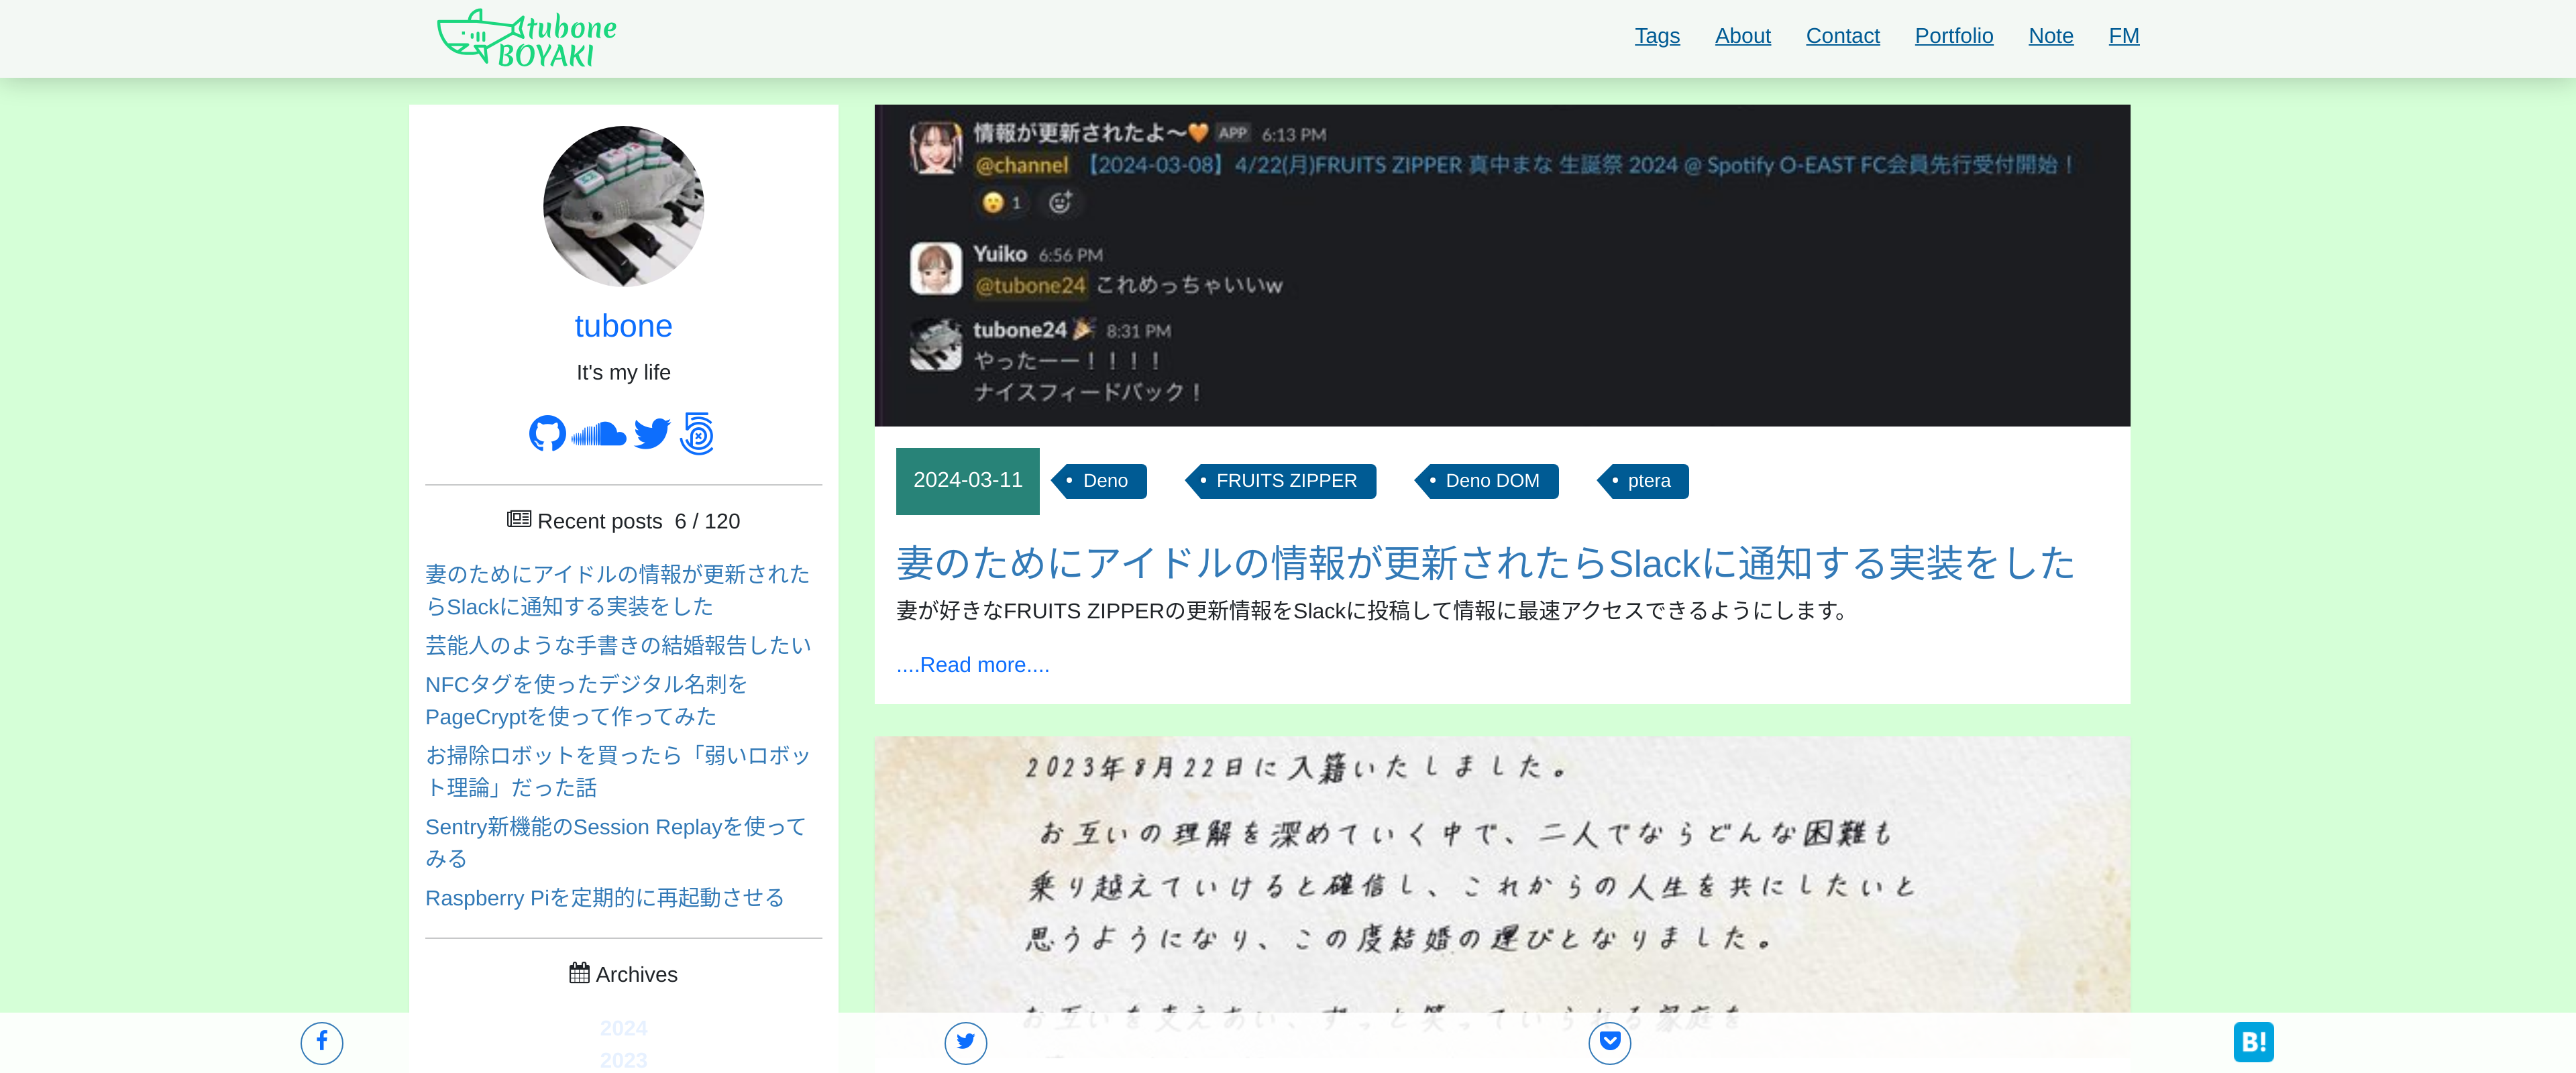 tubone
BOYAKI
Tags About Contact Portfolio Note FM
tubone
It's my life
Recent posts 6 / 120
妻のためにアイドルの情報が更新された
らSlackに通知する実装をした
芸能人のような手書きの結婚報告したい
NFCタグを使ったデジタル名刺を
PageCryptを使って作ってみた
お掃除ロボットを買ったら「弱いロボッ
ト理論」だった話
Sentry新機能のSession Replayを使って
みる
Raspberry Piを定期的に再起動させる
Archives
2024
2023
情報が更新されたよ〜🧡 APP 6:13 PM
@channel 【2024-03-08】4/22(月)FRUITS ZIPPER 真中まな 生誕祭 2024 @ Spotify O-EAST FC会員先行受付開始！
😮 1
Yuiko 6:56 PM
@tubone24 これめっちゃいいw
tubone24 🎉 8:31 PM
やったーー！！！！
ナイスフィードバック！
2024-03-11 Deno FRUITS ZIPPER Deno DOM ptera
妻のためにアイドルの情報が更新されたらSlackに通知する実装をした
妻が好きなFRUITS ZIPPERの更新情報をSlackに投稿して情報に最速アクセスできるようにします。
....Read more....
2023年8月22日に入籍いたしました。
お互いの理解を深めていく中で、二人でならどんな困難も
乗り越えていけると確信し、これからの人生を共にしたいと
思うようになり、この度結婚の運びとなりました。
お互いを支えあい、ずっと笑っていられる家庭を
B!